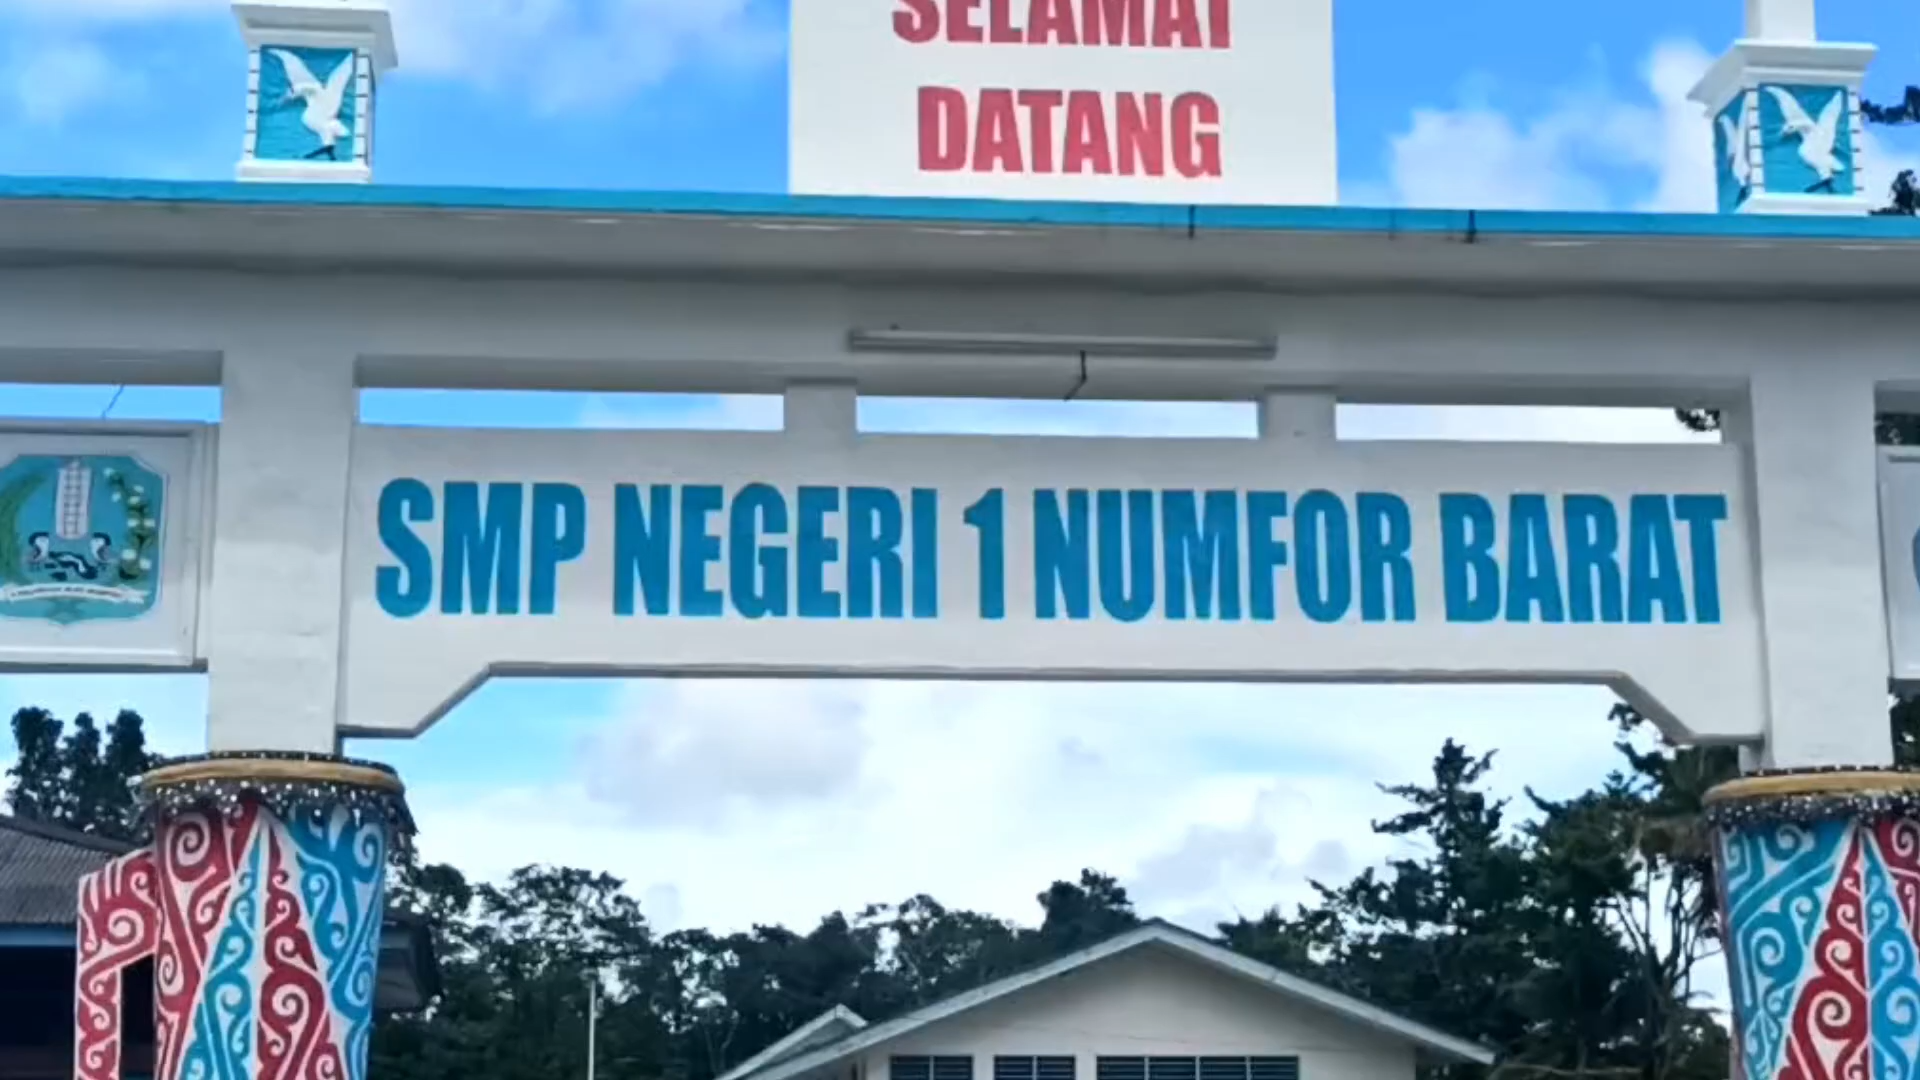 SELAMAT
DATANG
SMP NEGERI 1 NUMFOR BARAT